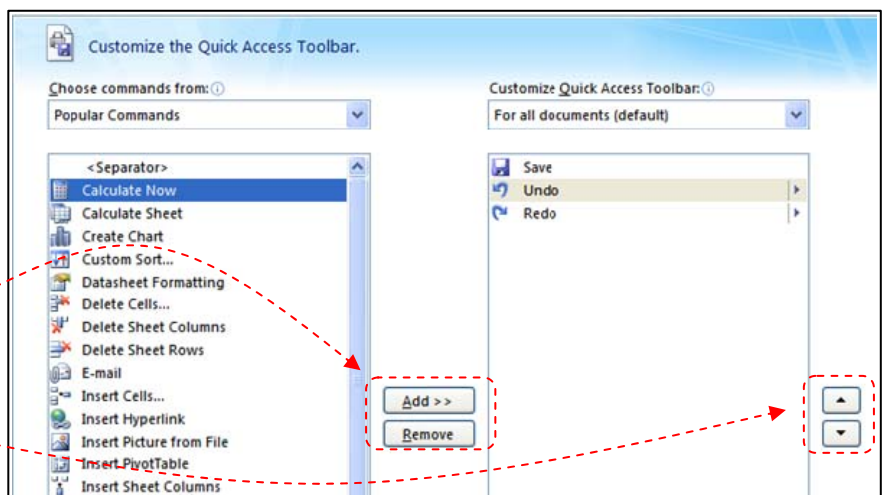 Customize the Quick Access Toolbar.
Choose commands from:
Popular Commands
<Separator>
Calculate Now
Calculate Sheet
Create Chart
Custom Sort...
Datasheet Formatting
Delete Cells...
Delete Sheet Columns
Delete Sheet Rows
E-mail
Insert Cells...
Insert Hyperlink
Insert Picture from File
Insert PivotTable
Insert Sheet Columns
Add >>
Remove
Customize Quick Access Toolbar:
For all documents (default)
Save
Undo
Redo